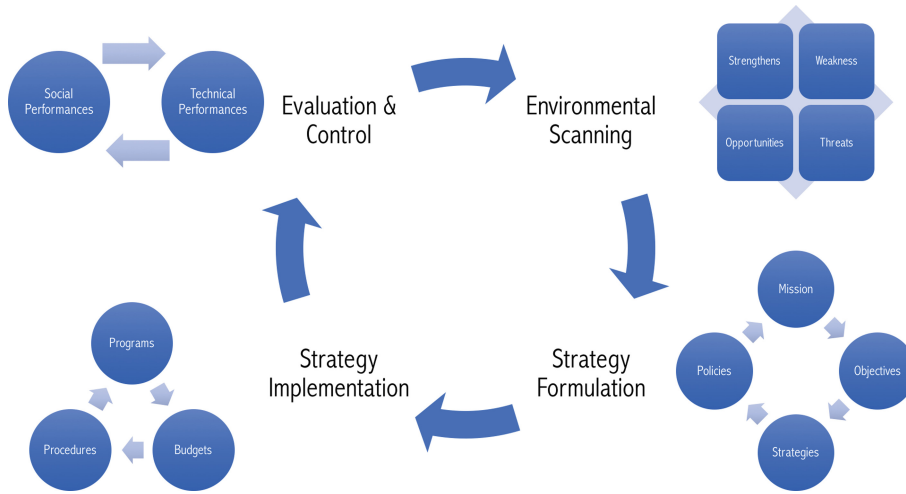 Social
Performances
Technical
Performances
Evaluation &
Control
Environmental
Scanning
Strengthens
Weakness
Opportunities
Threats
Programs
Procedures
Budgets
Strategy
Implementation
Strategy
Formulation
Mission
Policies
Objectives
Strategies